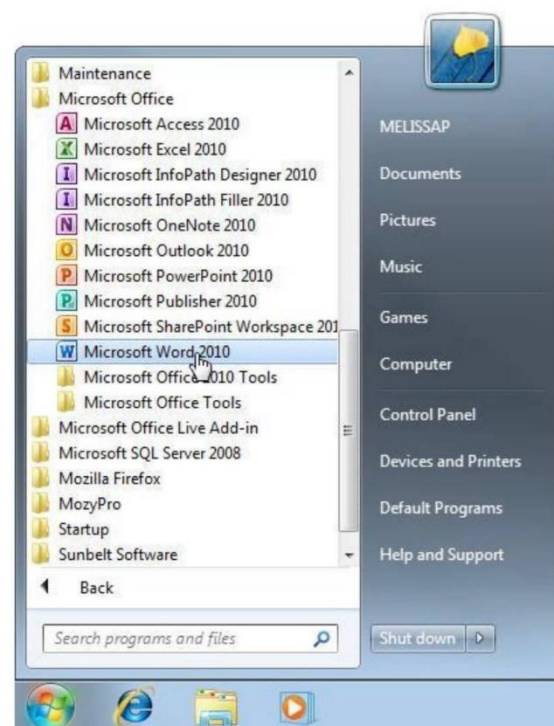 Maintenance
Microsoft Office
A Microsoft Access 2010
X Microsoft Excel 2010
I Microsoft InfoPath Designer 2010
I Microsoft InfoPath Filler 2010
N Microsoft OneNote 2010
O Microsoft Outlook 2010
P Microsoft PowerPoint 2010
P Microsoft Publisher 2010
S Microsoft SharePoint Workspace 201
W Microsoft Word 2010
Microsoft Office 2010 Tools
Microsoft Office Tools
Microsoft Office Live Add-in
Microsoft SQL Server 2008
Mozilla Firefox
MozyPro
Startup
Sunbelt Software
Back
Search programs and files
MELISSAP
Documents
Pictures
Music
Games
Computer
Control Panel
Devices and Printers
Default Programs
Help and Support
Shut down